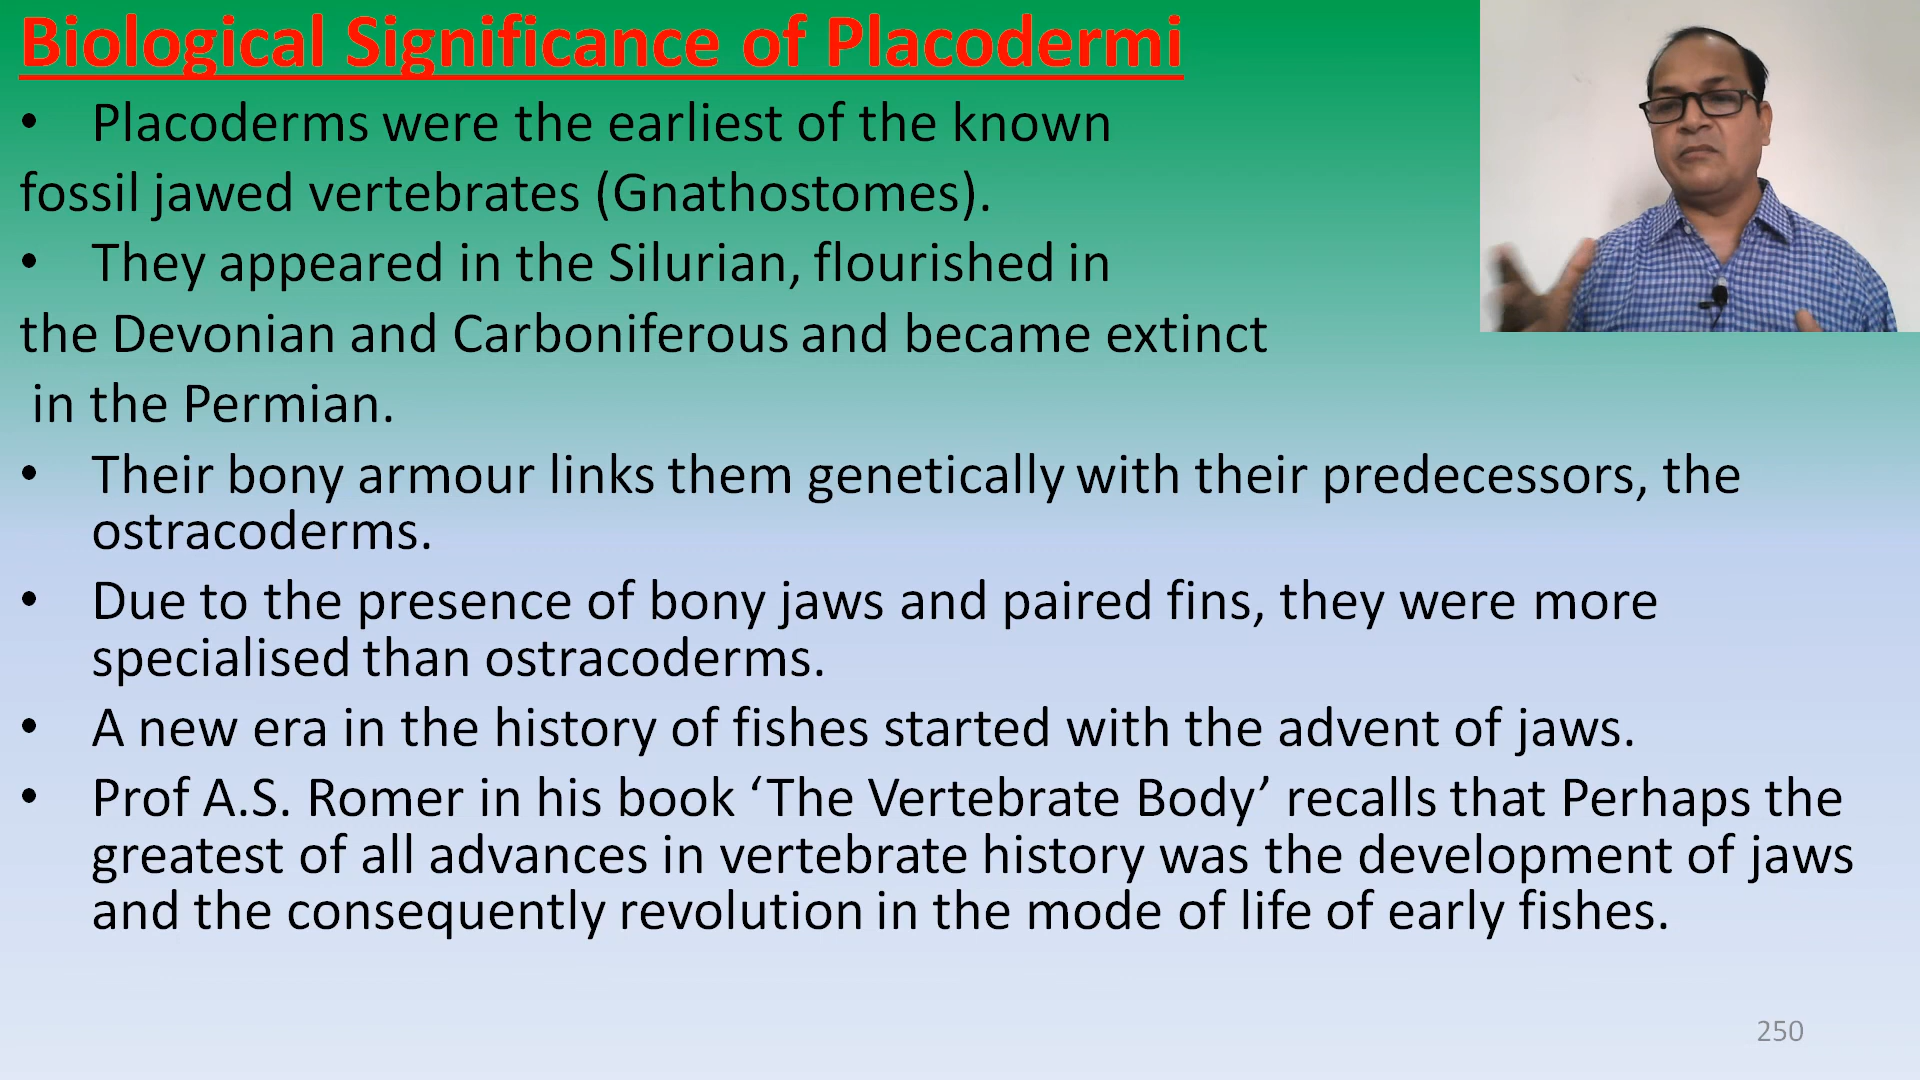 Biological Significance of Placodermi
• Placoderms were the earliest of the known
fossil jawed vertebrates (Gnathostomes).
• They appeared in the Silurian, flourished in
the Devonian and Carboniferous and became extinct
in the Permian.
• Their bony armour links them genetically with their predecessors, the
ostracoderms.
• Due to the presence of bony jaws and paired fins, they were more
specialised than ostracoderms.
• A new era in the history of fishes started with the advent of jaws.
• Prof A.S. Romer in his book ‘The Vertebrate Body’ recalls that Perhaps the
greatest of all advances in vertebrate history was the development of jaws
and the consequently revolution in the mode of life of early fishes.
250